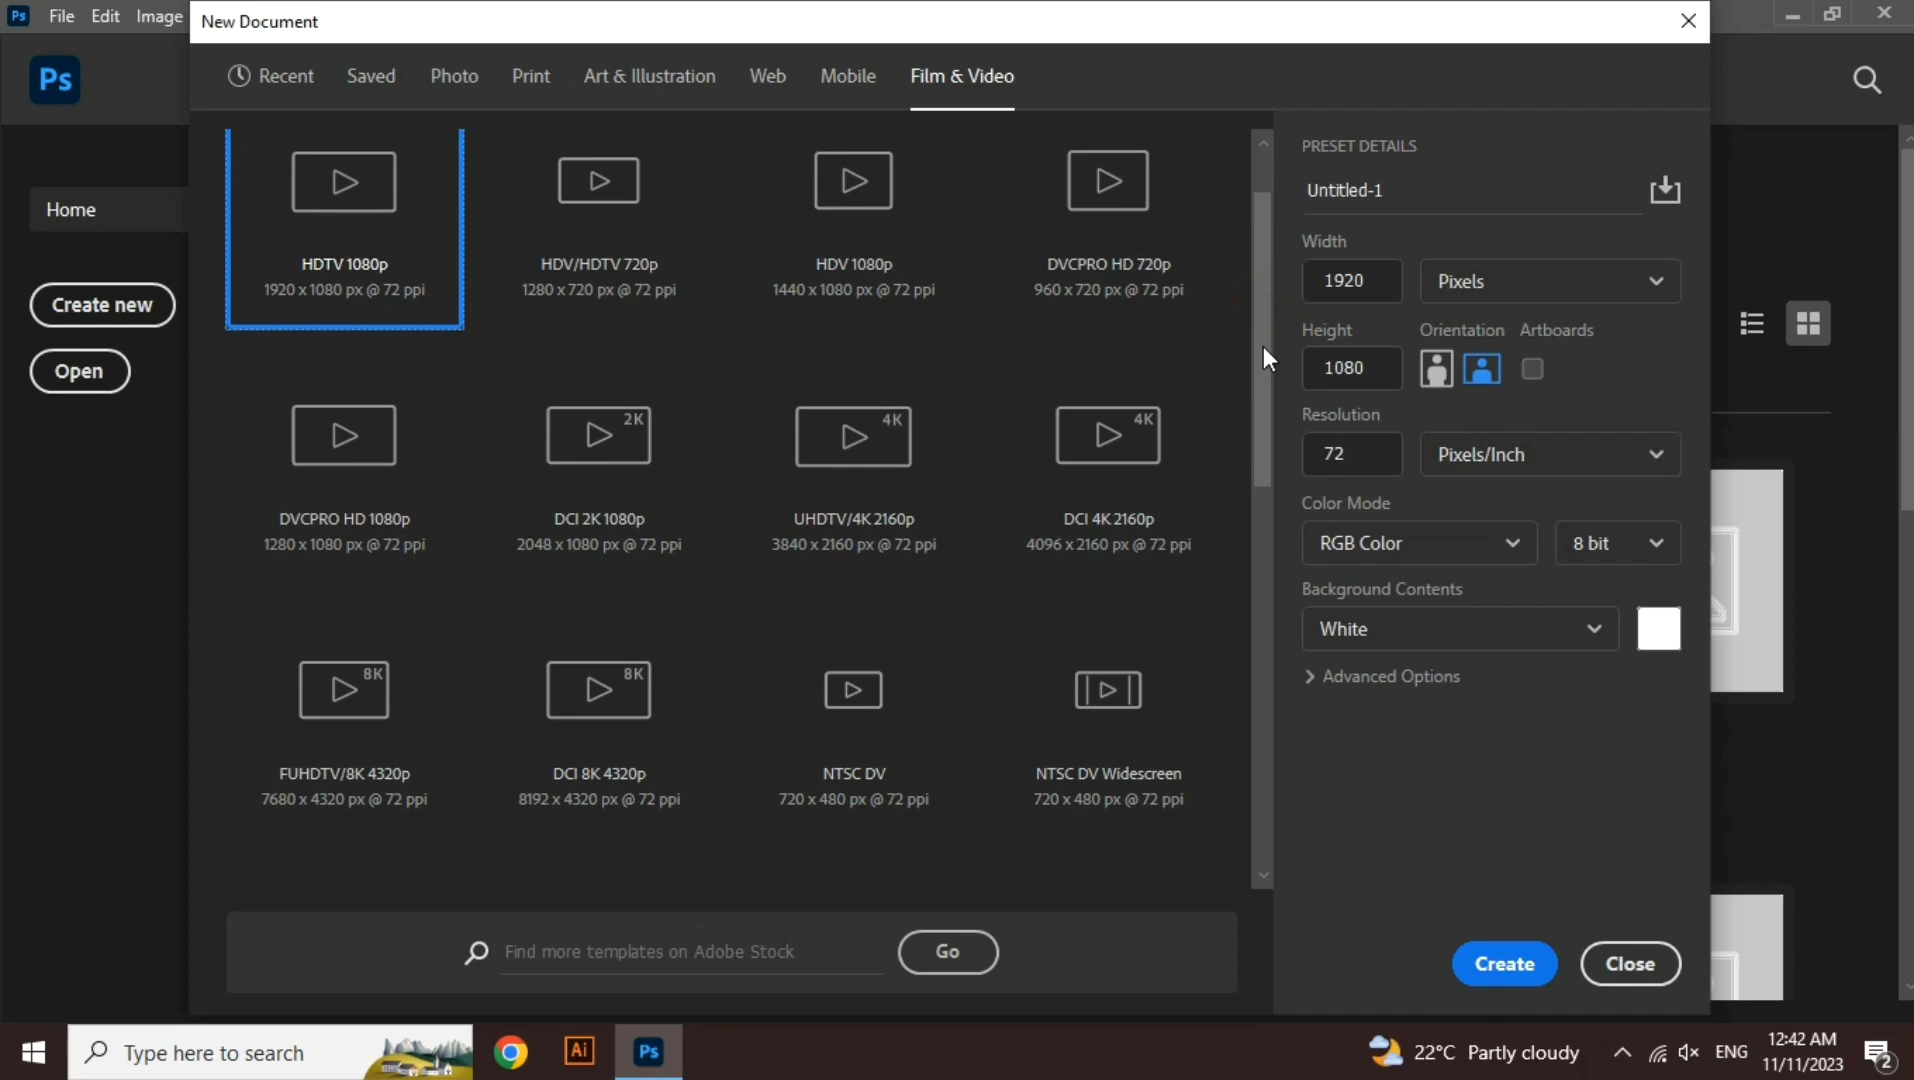 Ps File Edit Image
New Document
Ps
Recent Saved Photo Print Art & Illustration Web Mobile Film & Video
Home
Create new
Open
HDTV 1080p
1920 x 1080 px @ 72 ppi
HDV/HDTV 720p
1280 x 720 px @ 72 ppi
HDV 1080p
1440 x 1080 px @ 72 ppi
DVCPRO HD 720p
960 x 720 px @ 72 ppi
DVCPRO HD 1080p
1280 x 1080 px @ 72 ppi
2K
DCI 2K 1080p
2048 x 1080 px @ 72 ppi
4K
UHDTV/4K 2160p
3840 x 2160 px @ 72 ppi
4K
DCI 4K 2160p
4096 x 2160 px @ 72 ppi
8K
FUHDTV/8K 4320p
7680 x 4320 px @ 72 ppi
8K
DCI 8K 4320p
8192 x 4320 px @ 72 ppi
NTSC DV
720 x 480 px @ 72 ppi
NTSC DV Widescreen
720 x 480 px @ 72 ppi
Find more templates on Adobe Stock
Go
PRESET DETAILS
Untitled-1
Width
1920 Pixels
Height Orientation Artboards
1080
Resolution
72 Pixels/Inch
Color Mode
RGB Color 8 bit
Background Contents
White
Advanced Options
Create Close
Type here to search
Ai
Ps
22°C Partly cloudy
ENG
12:42 AM
11/11/2023
2